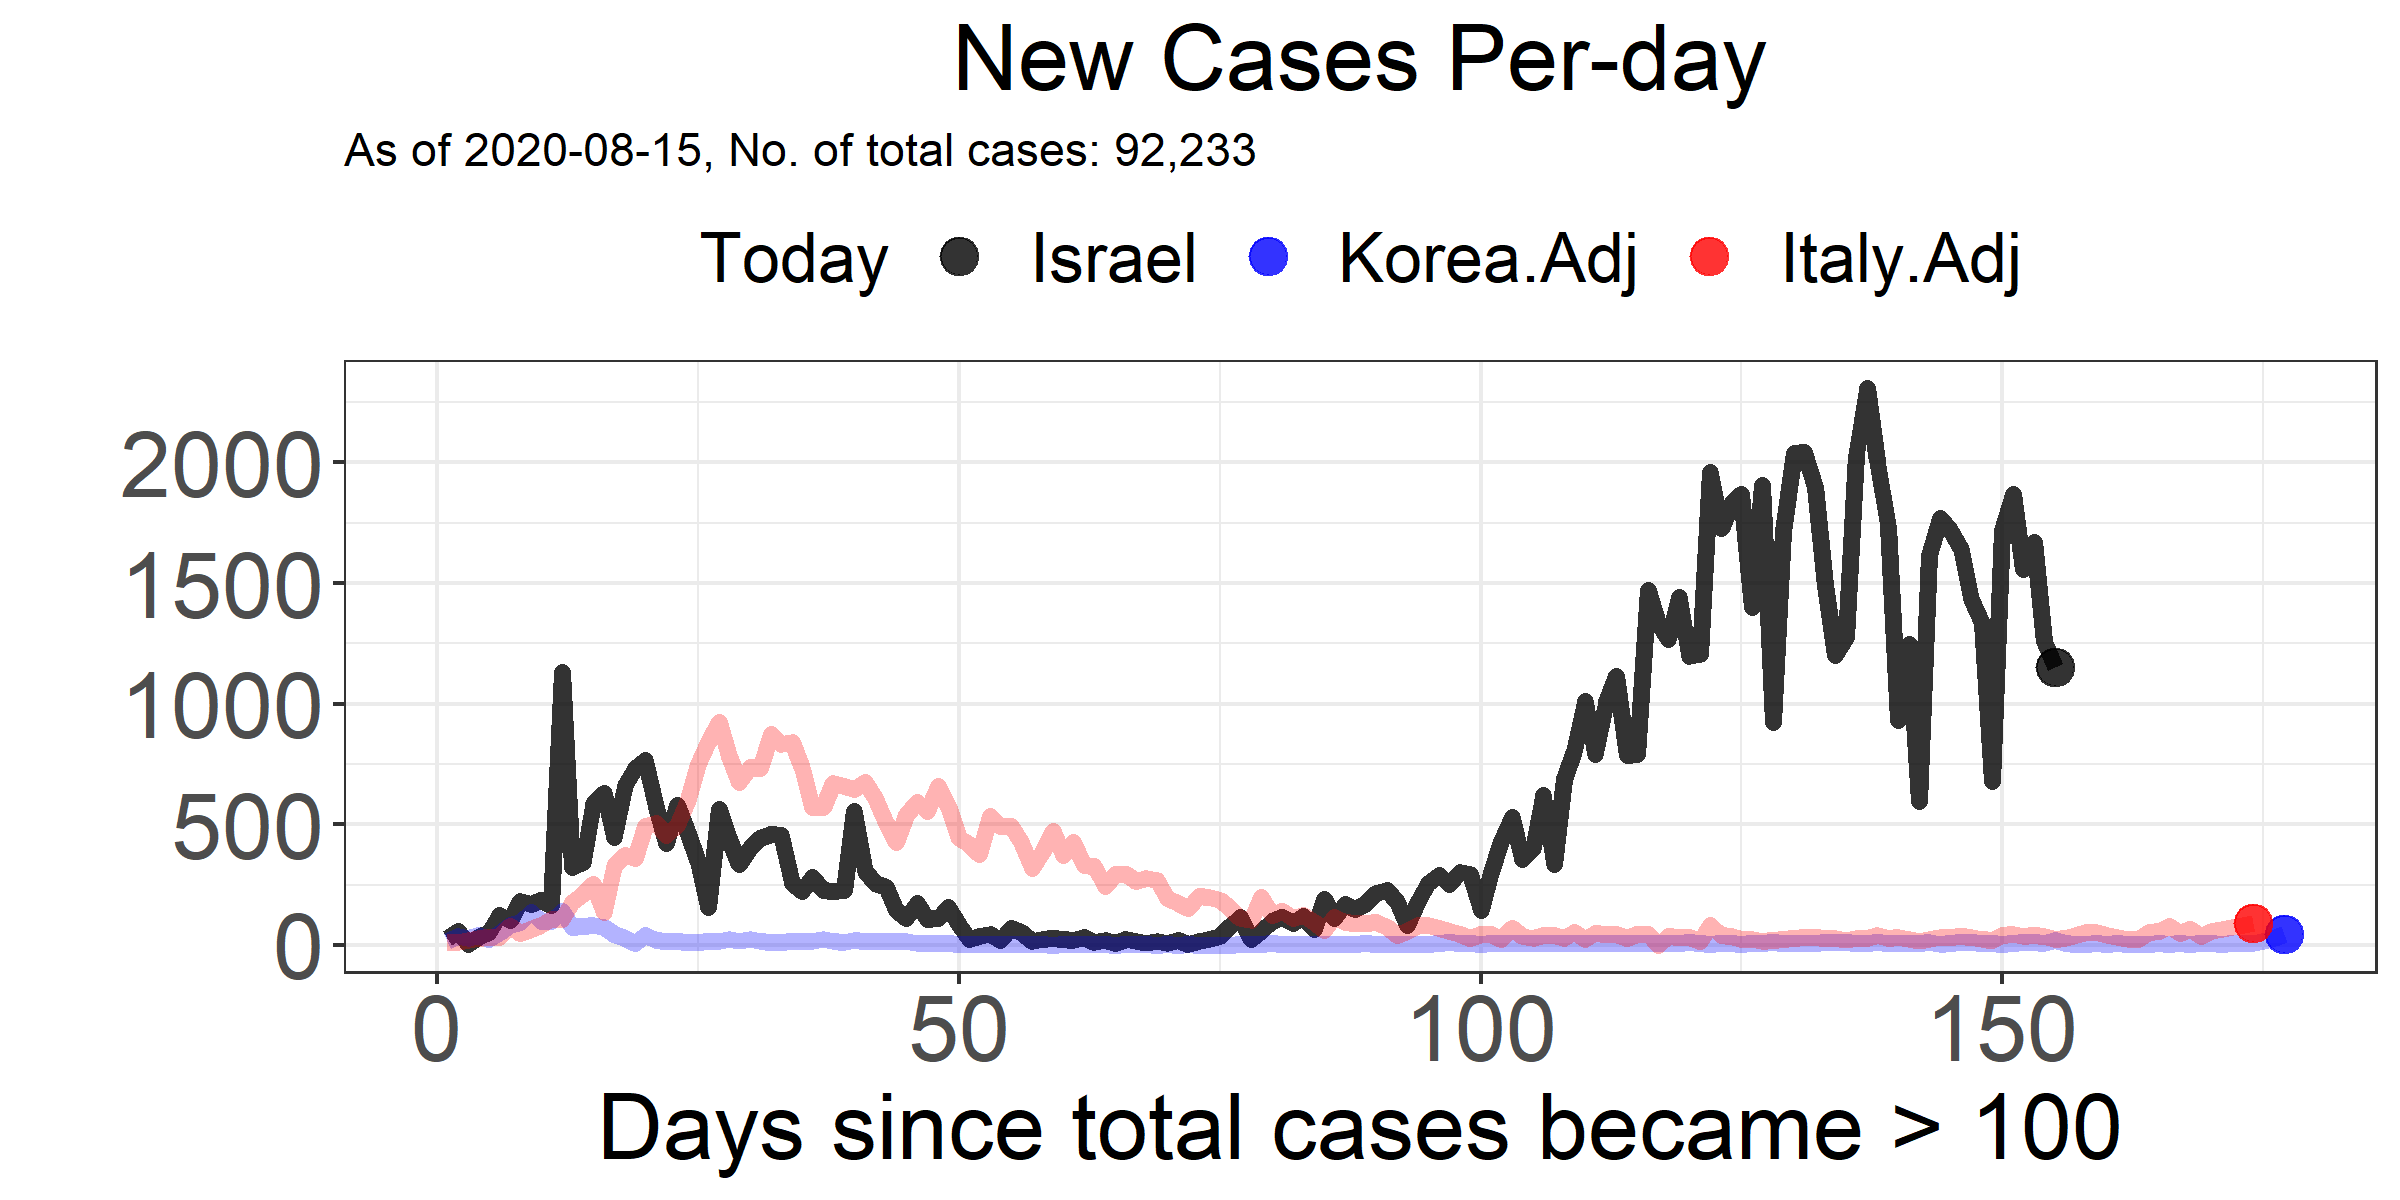 New Cases Per-day
As of 2020-08-15, No. of total cases: 92,233
Today Israel Korea.Adj Italy.Adj
2000
1500
1000
500
0
0 50 100 150
Days since total cases became > 100